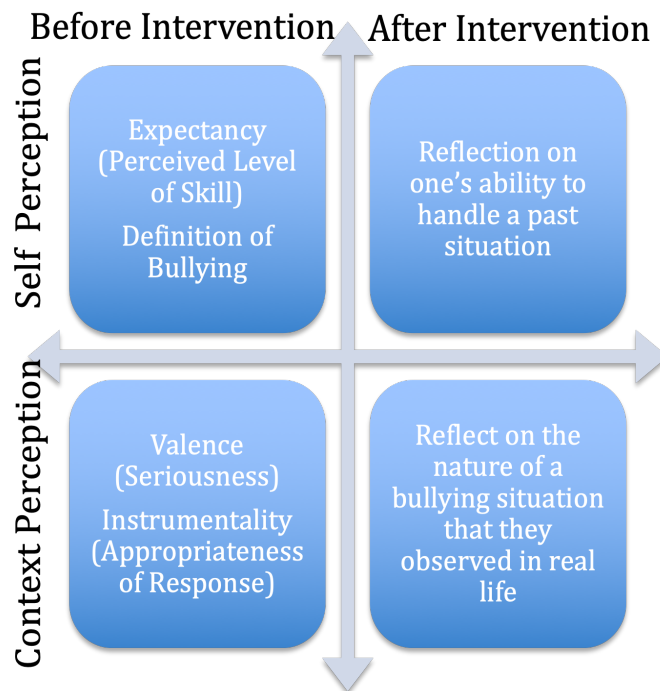 Before Intervention
After Intervention
Self Perception
Expectancy
(Perceived Level
of Skill)
Definition of
Bullying
Reflection on
one's ability to
handle a past
situation
Context Perception
Valence
(Seriousness)
Instrumentality
(Appropriateness
of Response)
Reflect on the
nature of a
bullying situation
that they
observed in real
life